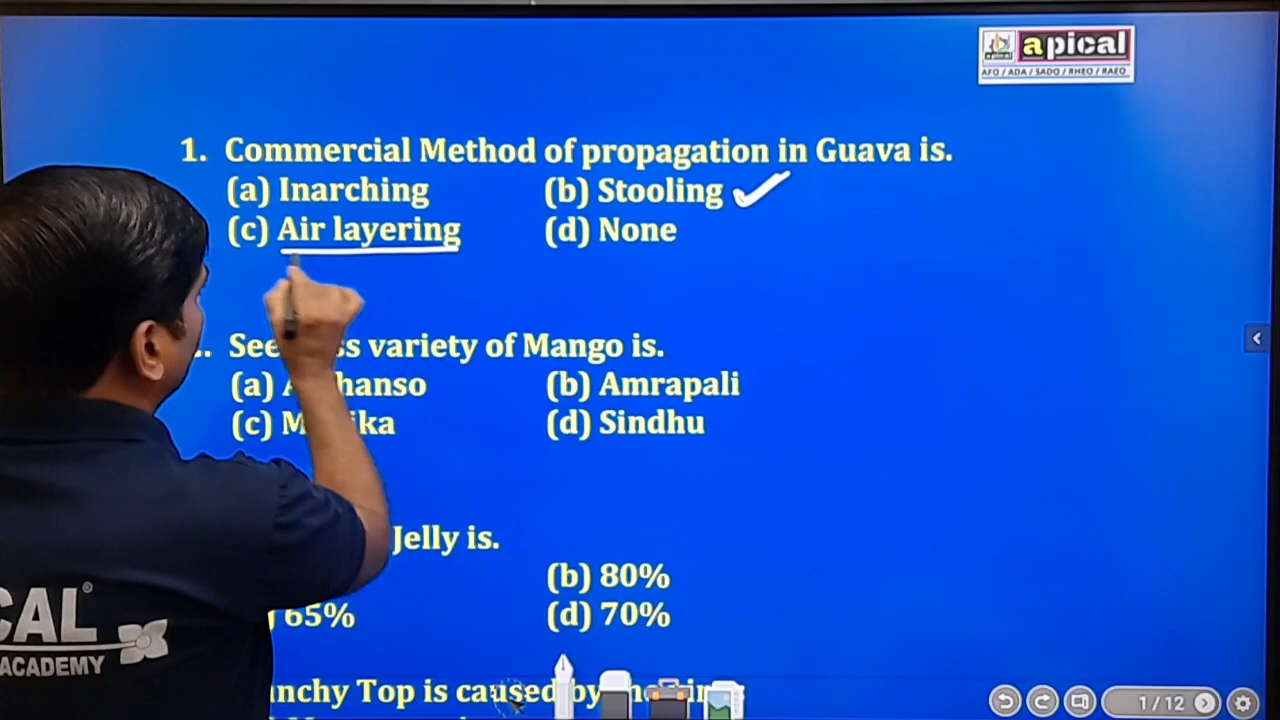 apical
AFO / ADA / SADO / RHEO / RAEO
1. Commercial Method of propagation in Guava is.
(a) Inarching (b) Stooling
(c) Air layering (d) None
variety of Mango is.
(a) (b) Amrapali
(c) (d) Sindhu
Jelly is.
(b) 80%
65% (d) 70%
Top is caused by
CAL
ACADEMY
1 / 12